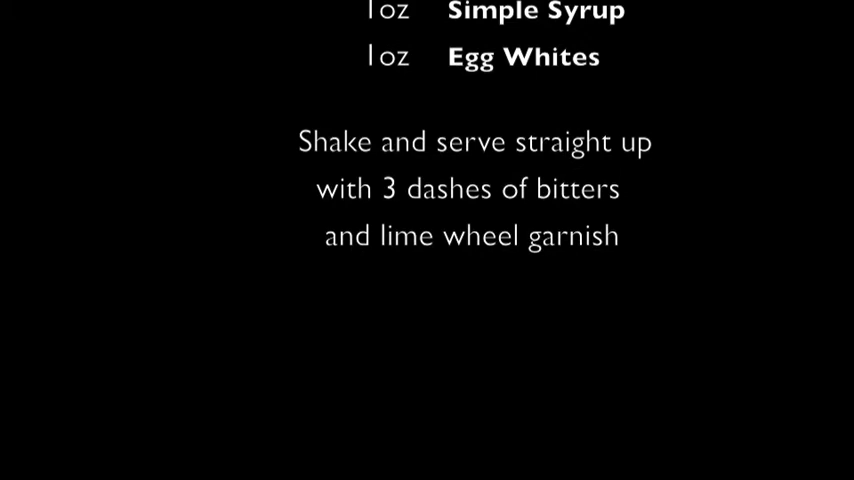 1oz Simple Syrup
1oz Egg Whites
Shake and serve straight up
with 3 dashes of bitters
and lime wheel garnish